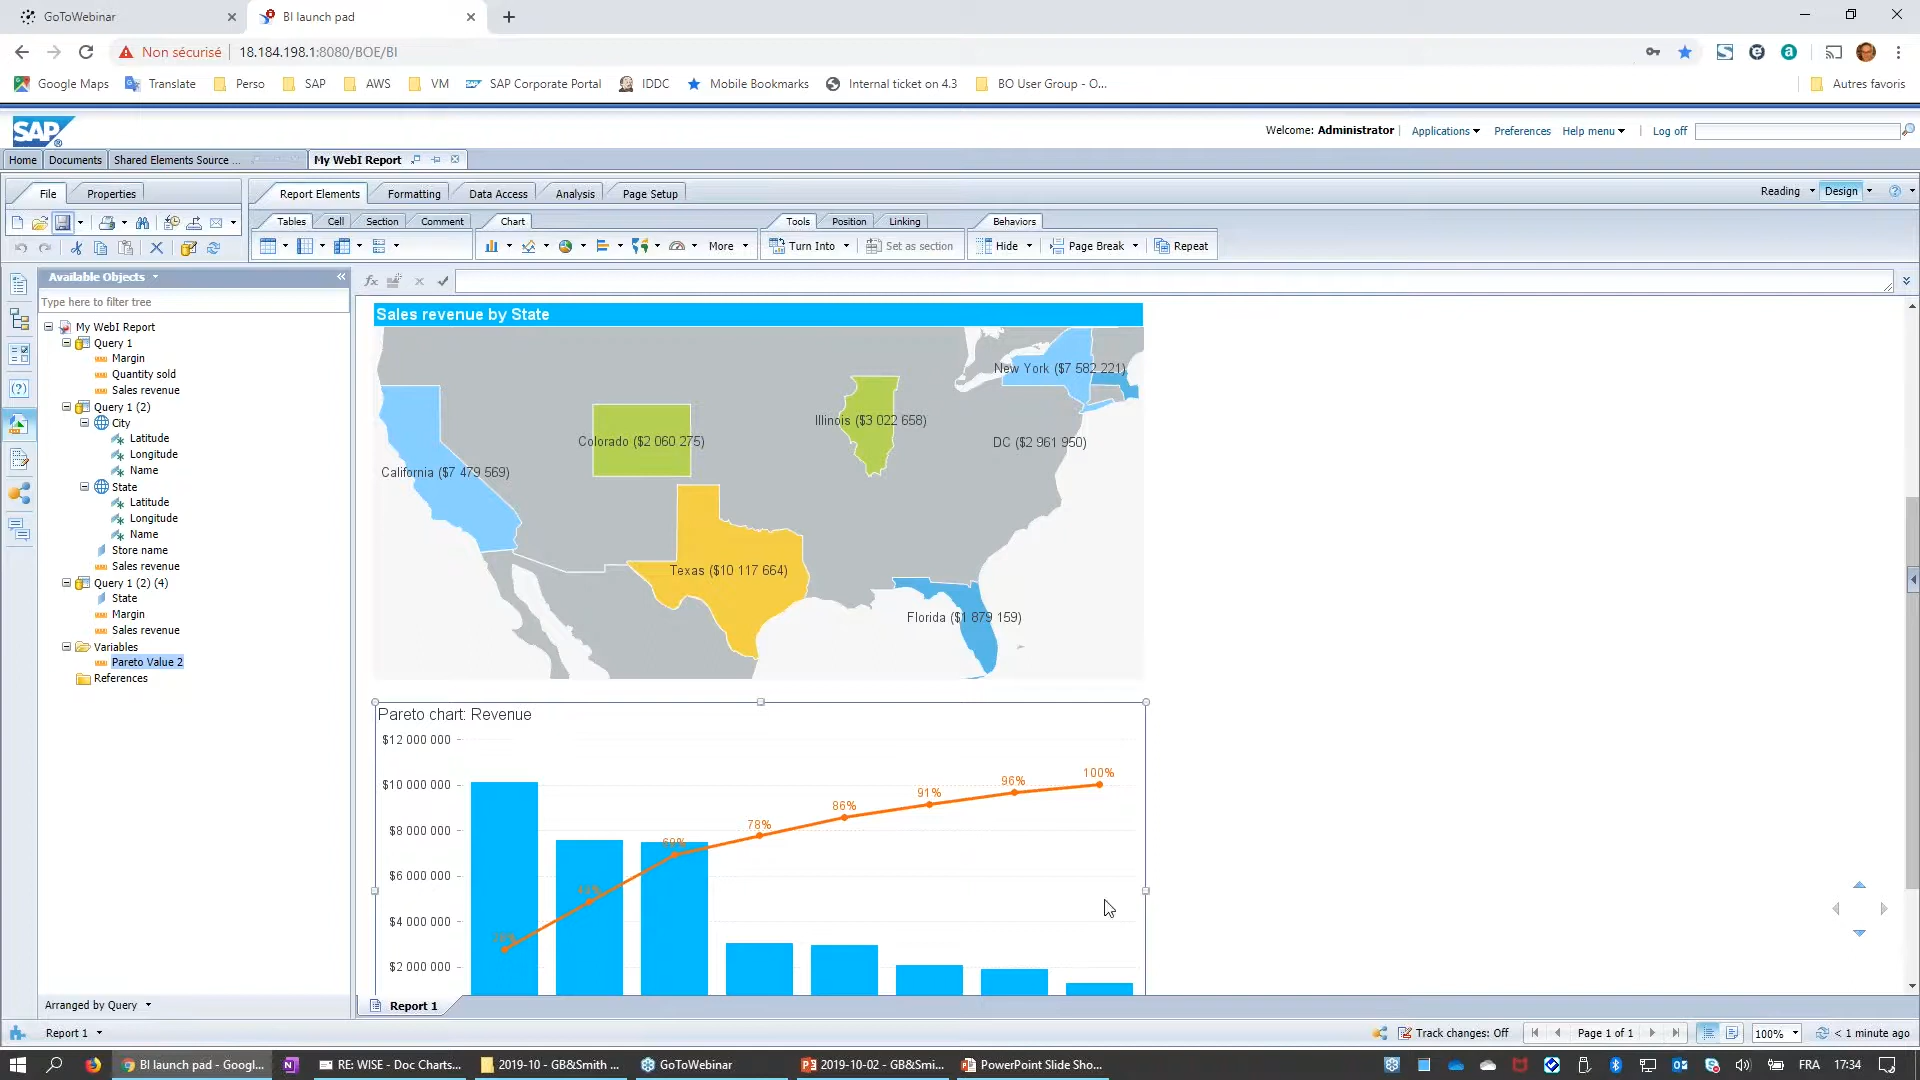 GoToWebinar
BI launch pad
Non sécurisé
18.184.198.1:8080/BOE/BI
Google Maps
Translate
Perso
SAP
AWS
VM
SAP Corporate Portal
IDDC
Mobile Bookmarks
Internal ticket on 4.3
BO User Group - O...
Autres favoris
SAP
Welcome: Administrator
Applications
Preferences
Help menu
Log off
Home
Documents
Shared Elements Source ...
My WebI Report
File
Properties
Report Elements
Formatting
Data Access
Analysis
Page Setup
Reading
Design
Tables
Cell
Section
Comment
Chart
Tools
Position
Linking
Behaviors
More
Turn Into
Set as section
Hide
Page Break
Repeat
Available Objects
Type here to filter tree
My WebI Report
Query 1
Margin
Quantity sold
Sales revenue
Query 1 (2)
City
Latitude
Longitude
Name
State
Latitude
Longitude
Name
Store name
Sales revenue
Query 1 (2) (4)
State
Margin
Sales revenue
Variables
Pareto Value 2
References
Arranged by Query
Sales revenue by State
New York ($7 582 221)
Illinois ($3 022 658)
Colorado ($2 060 275)
DC ($2 961 950)
California ($7 479 569)
Texas ($10 117 664)
Florida ($1 879 159)
Pareto chart: Revenue
$12 000 000
$10 000 000
$8 000 000
$6 000 000
$4 000 000
$2 000 000
78%
86%
91%
96%
100%
Report 1
Report 1
Track changes: Off
Page 1 of 1
100%
< 1 minute ago
BI launch pad - Googl...
RE: WISE - Doc Charts...
2019-10 - GB&Smith ...
GoToWebinar
2019-10-02 - GB&Smi...
PowerPoint Slide Sho...
FRA
17:34